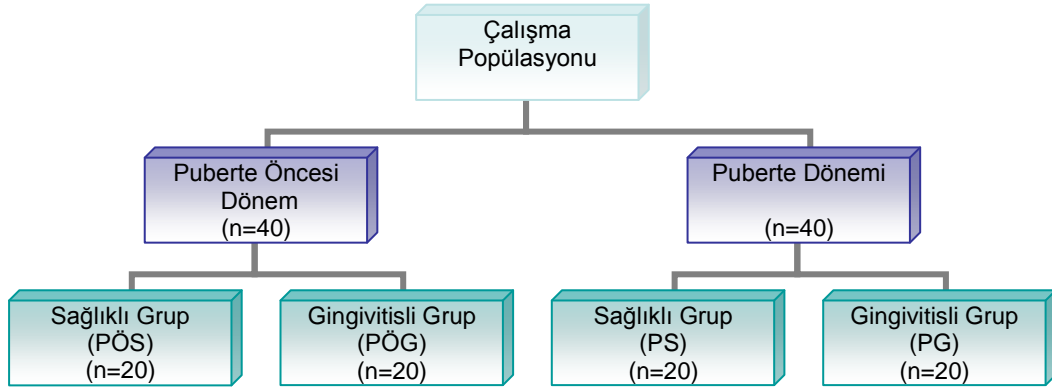 Çalışma
Popülasyonu
Puberte Öncesi
Dönem
(n=40)
Puberte Dönemi
(n=40)
Sağlıklı Grup
(PÖS)
(n=20)
Gingivitisli Grup
(PÖG)
(n=20)
Sağlıklı Grup
(PS)
(n=20)
Gingivitisli Grup
(PG)
(n=20)